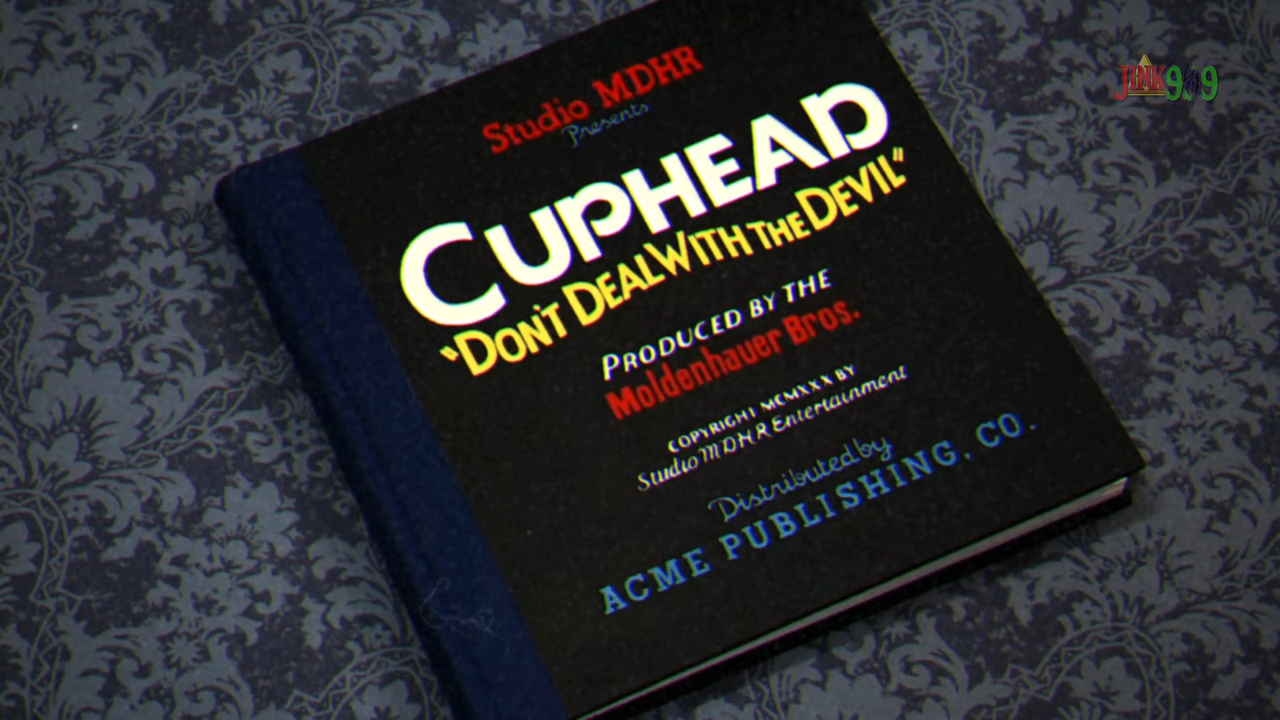 Studio MDHR
Presents
CUPHEAD
"DON'T DEAL WITH THE DEVIL"
PRODUCED BY THE
Moldenhauer Bros.
COPYRIGHT MCMXXX BY
Studio MDHR Entertainment
Distributed by
ACME PUBLISHING, CO.